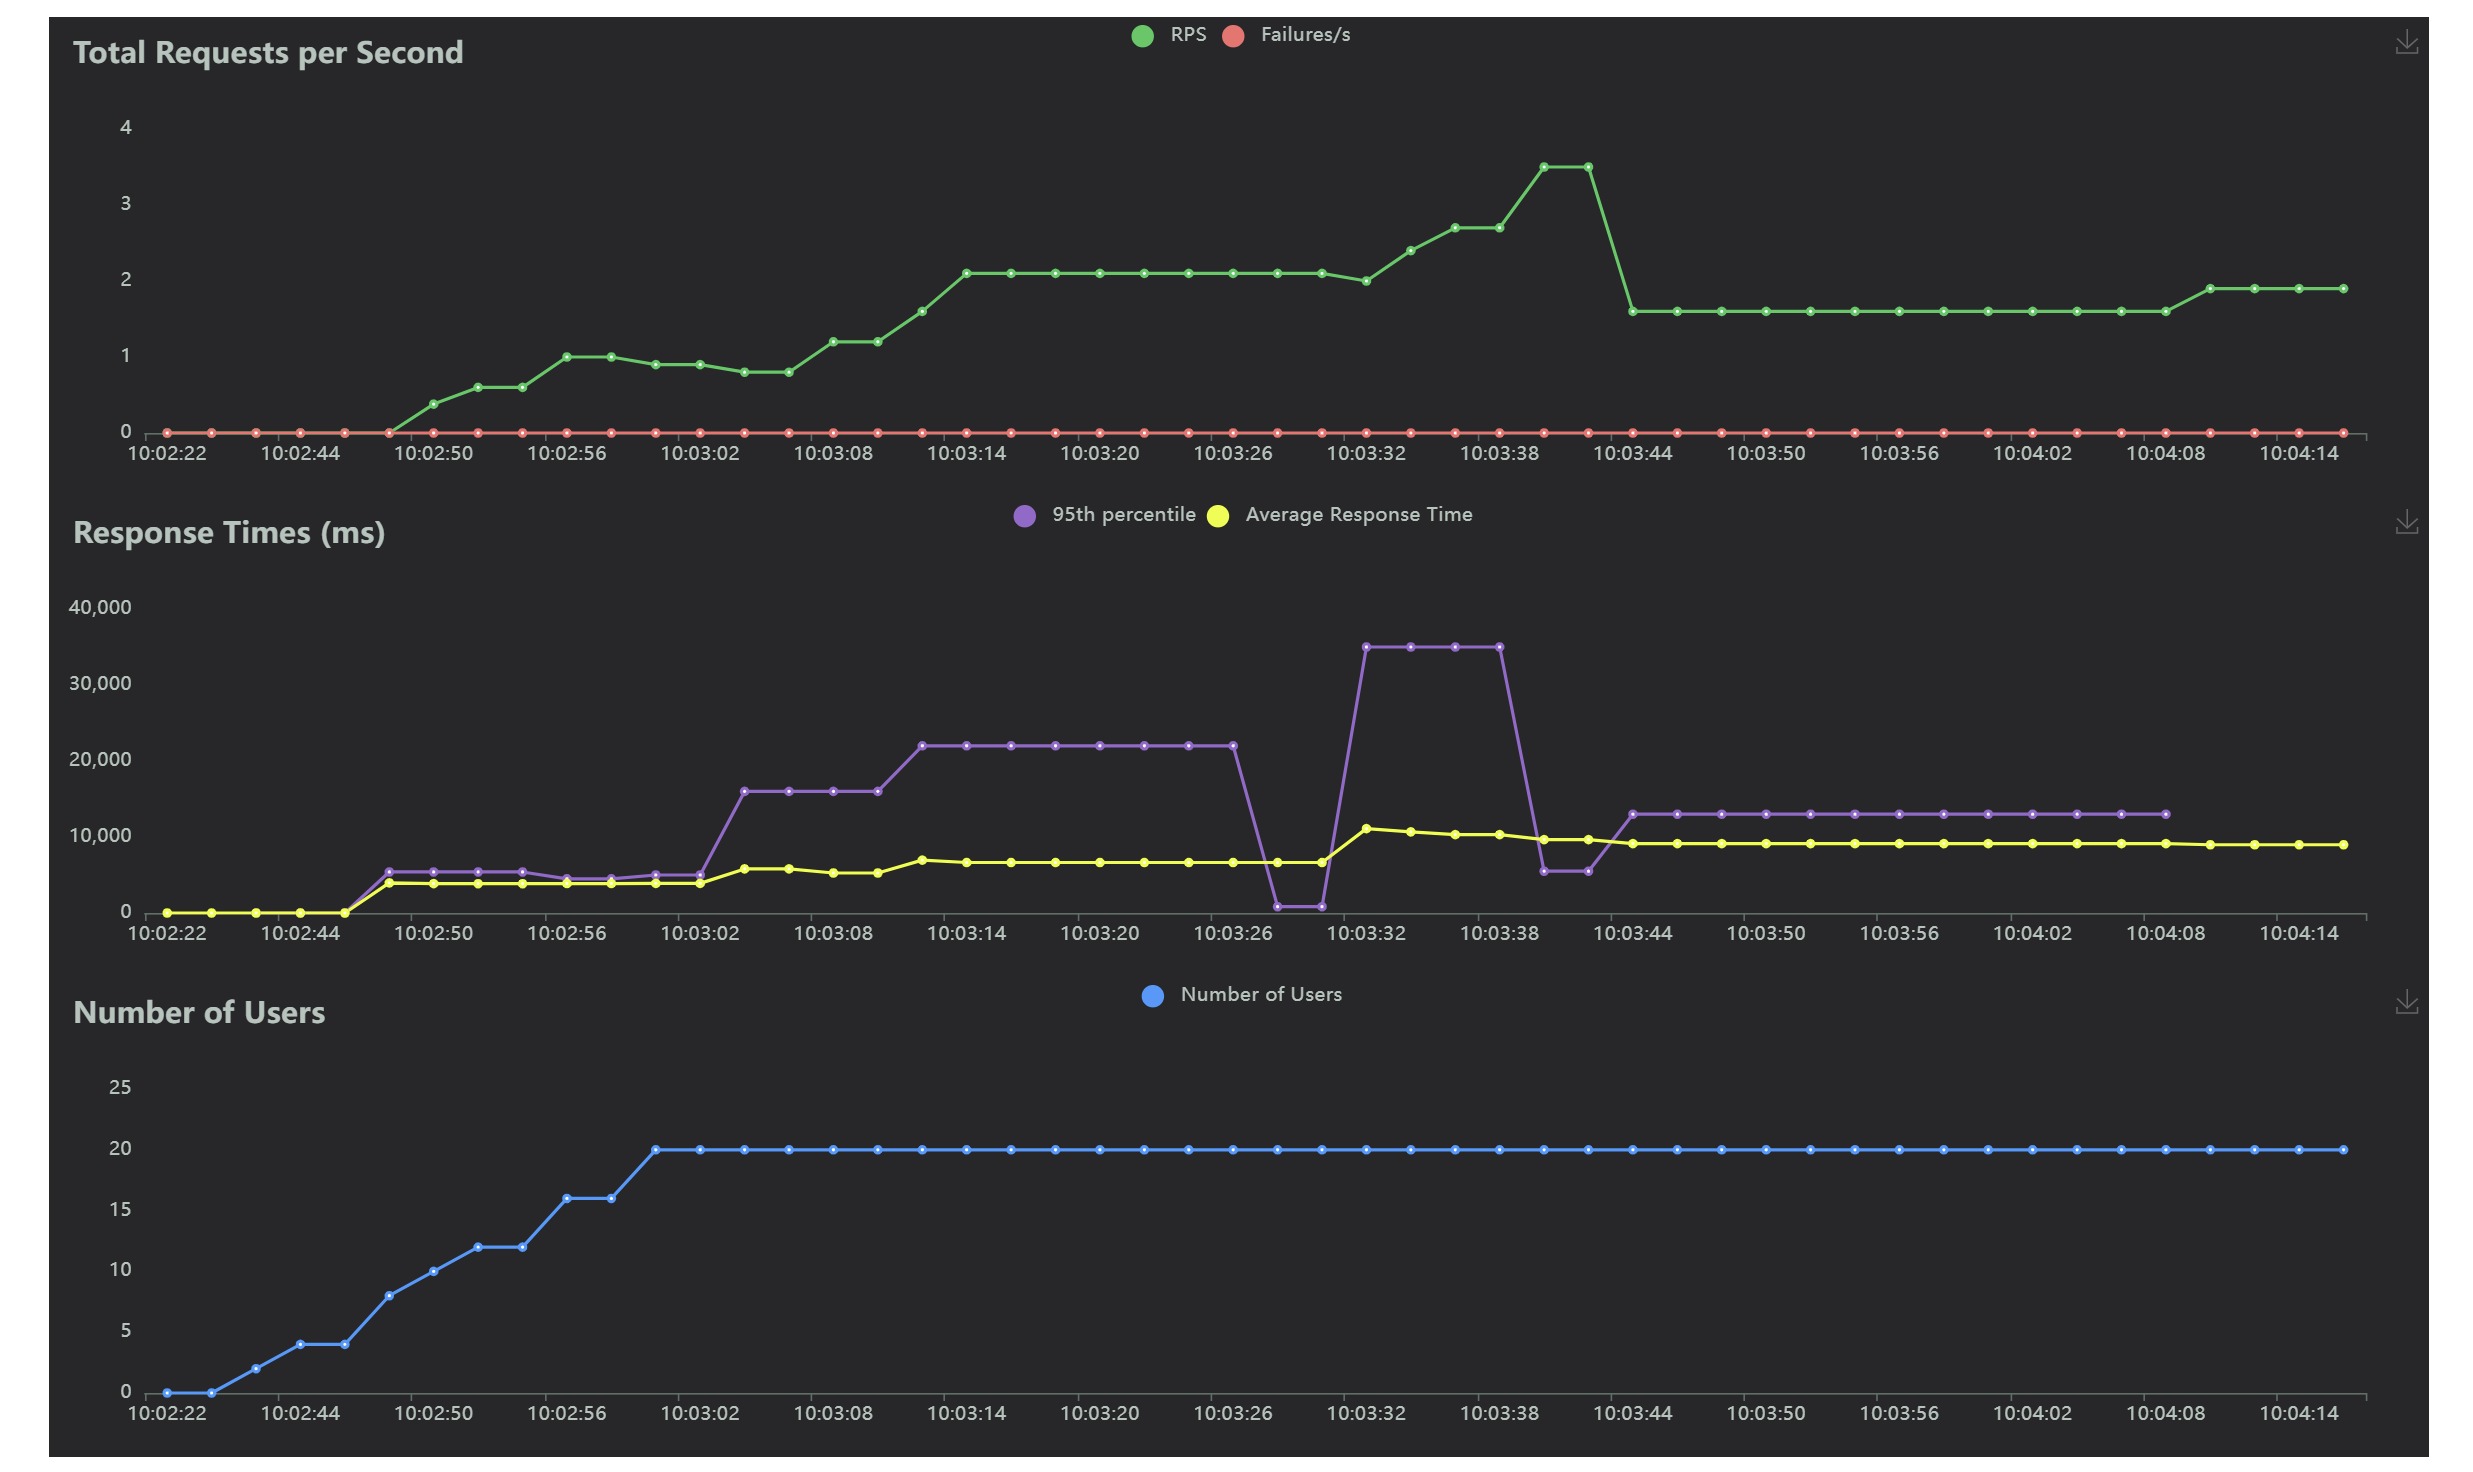 Total Requests per Second
RPS Failures/s
4
3
2
1
0
10:02:22 10:02:44 10:02:50 10:02:56 10:03:02 10:03:08 10:03:14 10:03:20 10:03:26 10:03:32 10:03:38 10:03:44 10:03:50 10:03:56 10:04:02 10:04:08 10:04:14
Response Times (ms)
95th percentile Average Response Time
40,000
30,000
20,000
10,000
0
10:02:22 10:02:44 10:02:50 10:02:56 10:03:02 10:03:08 10:03:14 10:03:20 10:03:26 10:03:32 10:03:38 10:03:44 10:03:50 10:03:56 10:04:02 10:04:08 10:04:14
Number of Users
Number of Users
25
20
15
10
5
0
10:02:22 10:02:44 10:02:50 10:02:56 10:03:02 10:03:08 10:03:14 10:03:20 10:03:26 10:03:32 10:03:38 10:03:44 10:03:50 10:03:56 10:04:02 10:04:08 10:04:14